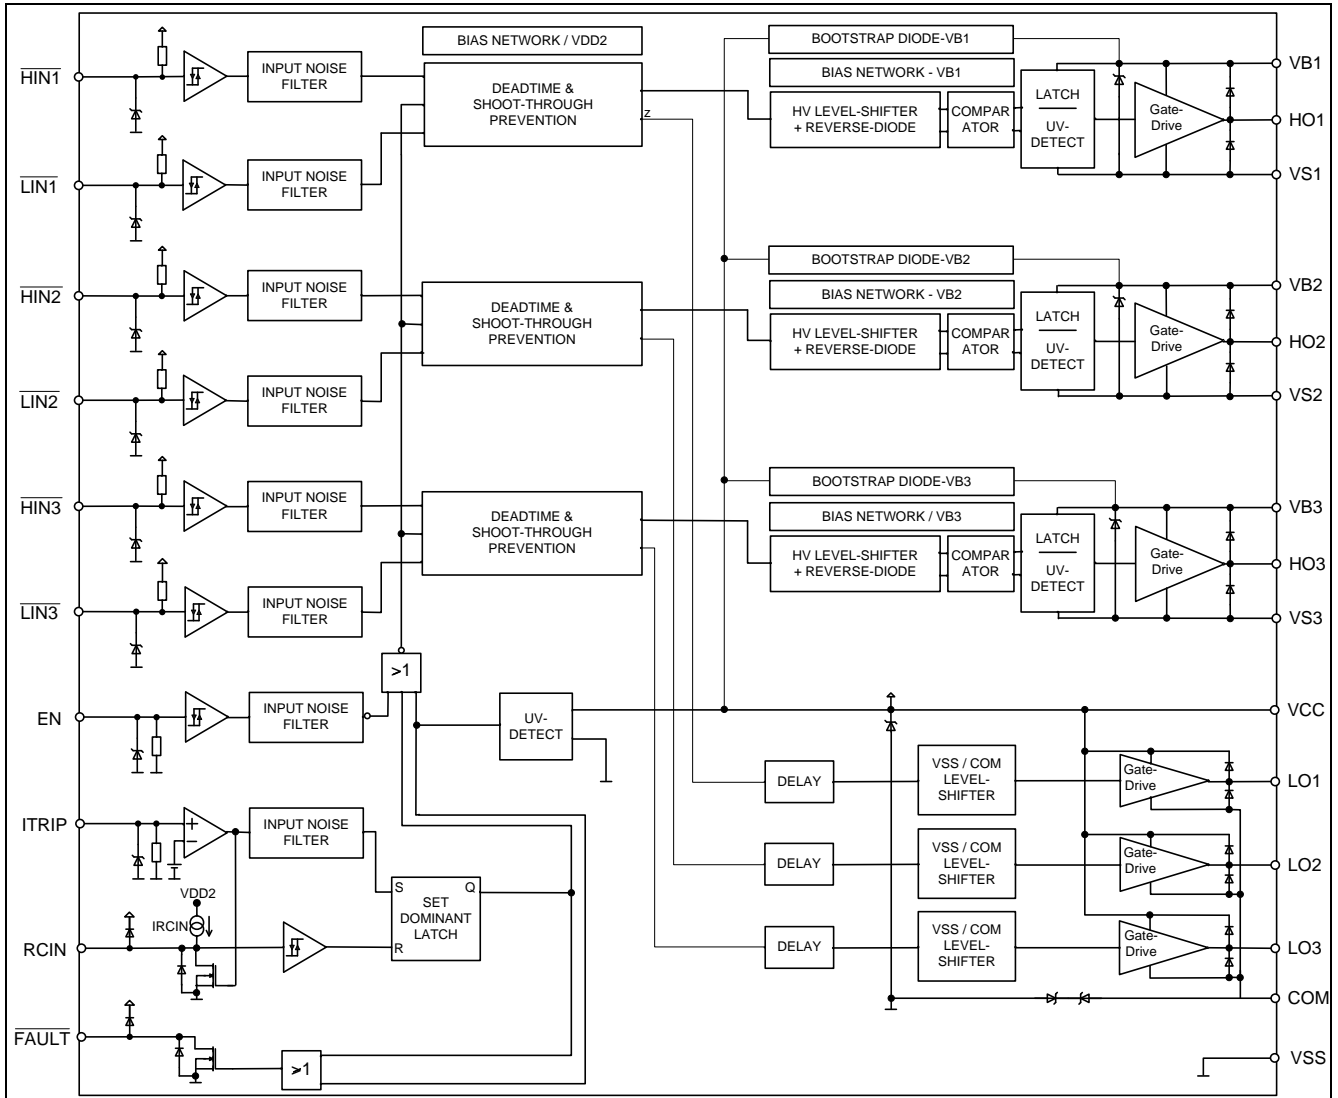 BIAS NETWORK / VDD2
BOOTSTRAP DIODE-VB1
HIN1
INPUT NOISE
FILTER
DEADTIME &
SHOOT-THROUGH
PREVENTION
Z
BIAS NETWORK - VB1
HV LEVEL-SHIFTER
+ REVERSE-DIODE
COMPAR
ATOR
LATCH
UV-
DETECT
Gate-
Drive
VB1
HO1
VS1
LIN1
INPUT NOISE
FILTER
BOOTSTRAP DIODE-VB2
HIN2
INPUT NOISE
FILTER
DEADTIME &
SHOOT-THROUGH
PREVENTION
BIAS NETWORK - VB2
HV LEVEL-SHIFTER
+ REVERSE-DIODE
COMPAR
ATOR
LATCH
UV-
DETECT
Gate-
Drive
VB2
HO2
VS2
LIN2
INPUT NOISE
FILTER
BOOTSTRAP DIODE-VB3
HIN3
INPUT NOISE
FILTER
DEADTIME &
SHOOT-THROUGH
PREVENTION
BIAS NETWORK / VB3
HV LEVEL-SHIFTER
+ REVERSE-DIODE
COMPAR
ATOR
LATCH
UV-
DETECT
Gate-
Drive
VB3
HO3
VS3
LIN3
INPUT NOISE
FILTER
>1
EN
INPUT NOISE
FILTER
UV-
DETECT
VCC
DELAY
VSS / COM
LEVEL-
SHIFTER
Gate-
Drive
LO1
ITRIP
+
−
INPUT NOISE
FILTER
DELAY
VSS / COM
LEVEL-
SHIFTER
Gate-
Drive
LO2
VDD2
IRCIN
S
Q
SET
DOMINANT
LATCH
R
RCIN
DELAY
VSS / COM
LEVEL-
SHIFTER
Gate-
Drive
LO3
COM
FAULT
>1
VSS